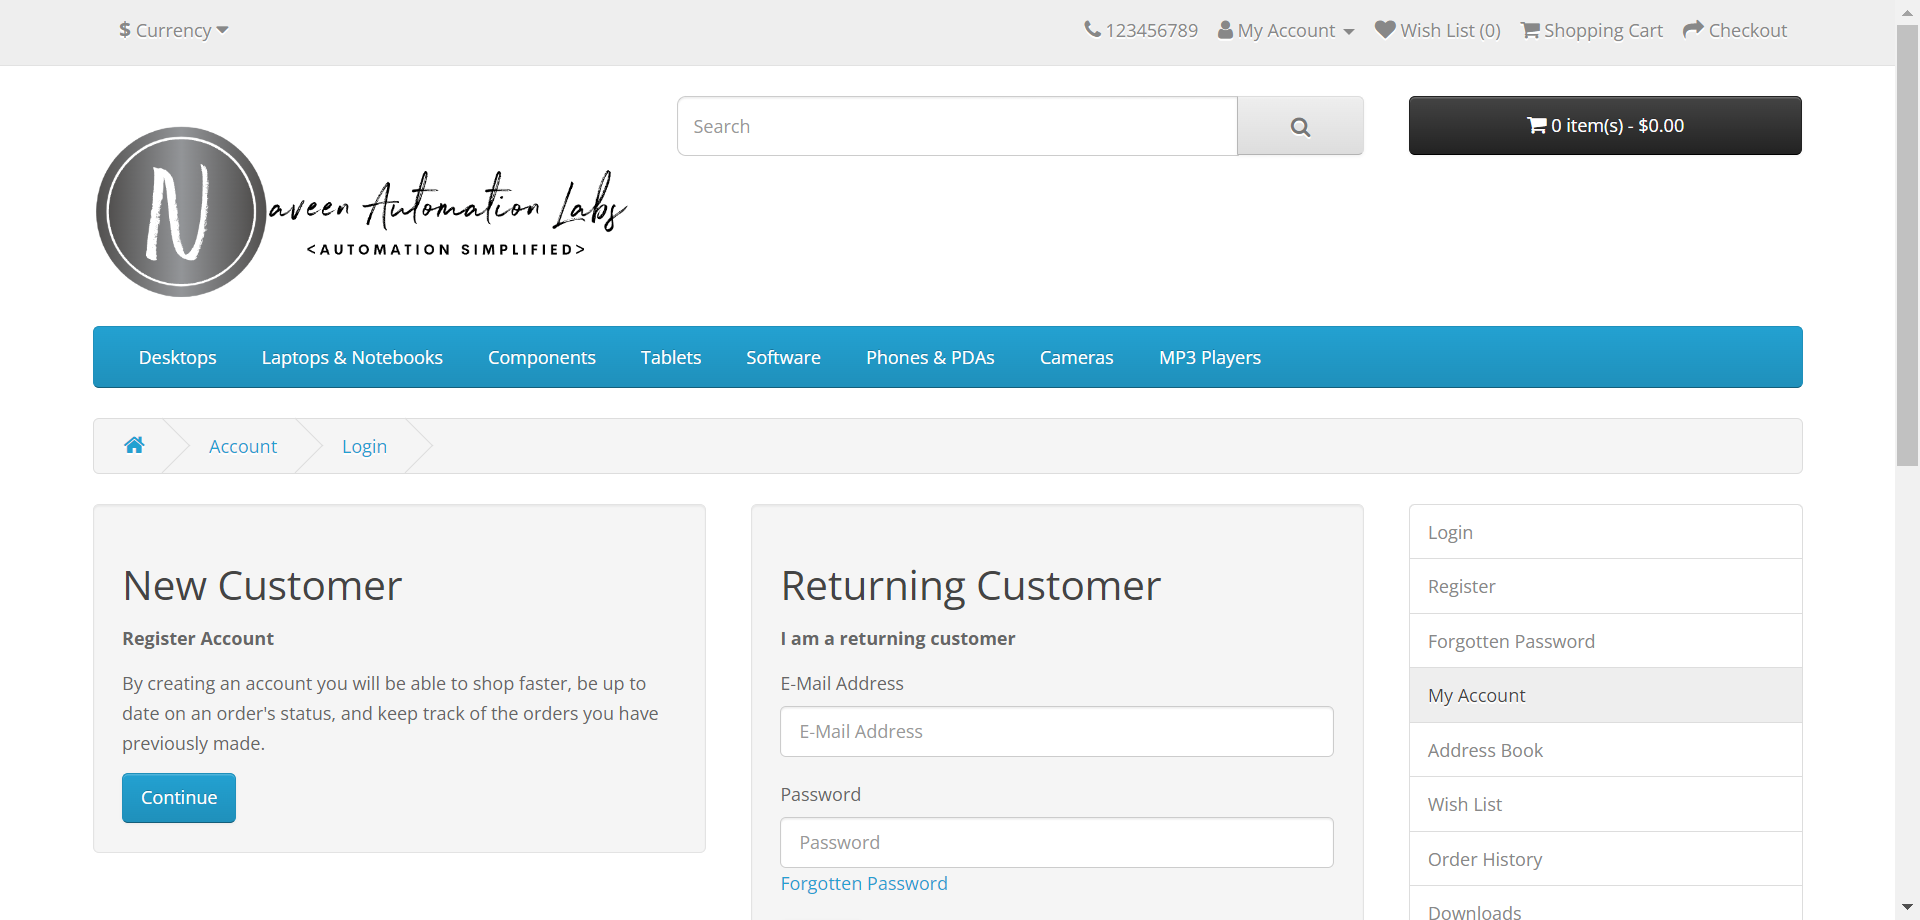 $ Currency
123456789 My Account Wish List (0) Shopping Cart Checkout
Search
0 item(s) - $0.00
Naveen Automation Labs
<AUTOMATION SIMPLIFIED>
Desktops Laptops & Notebooks Components Tablets Software Phones & PDAs Cameras MP3 Players
Account Login
New Customer
Register Account
By creating an account you will be able to shop faster, be up to
date on an order's status, and keep track of the orders you have
previously made.
Continue
Returning Customer
I am a returning customer
E-Mail Address
E-Mail Address
Password
Password
Forgotten Password
Login
Register
Forgotten Password
My Account
Address Book
Wish List
Order History
Downloads